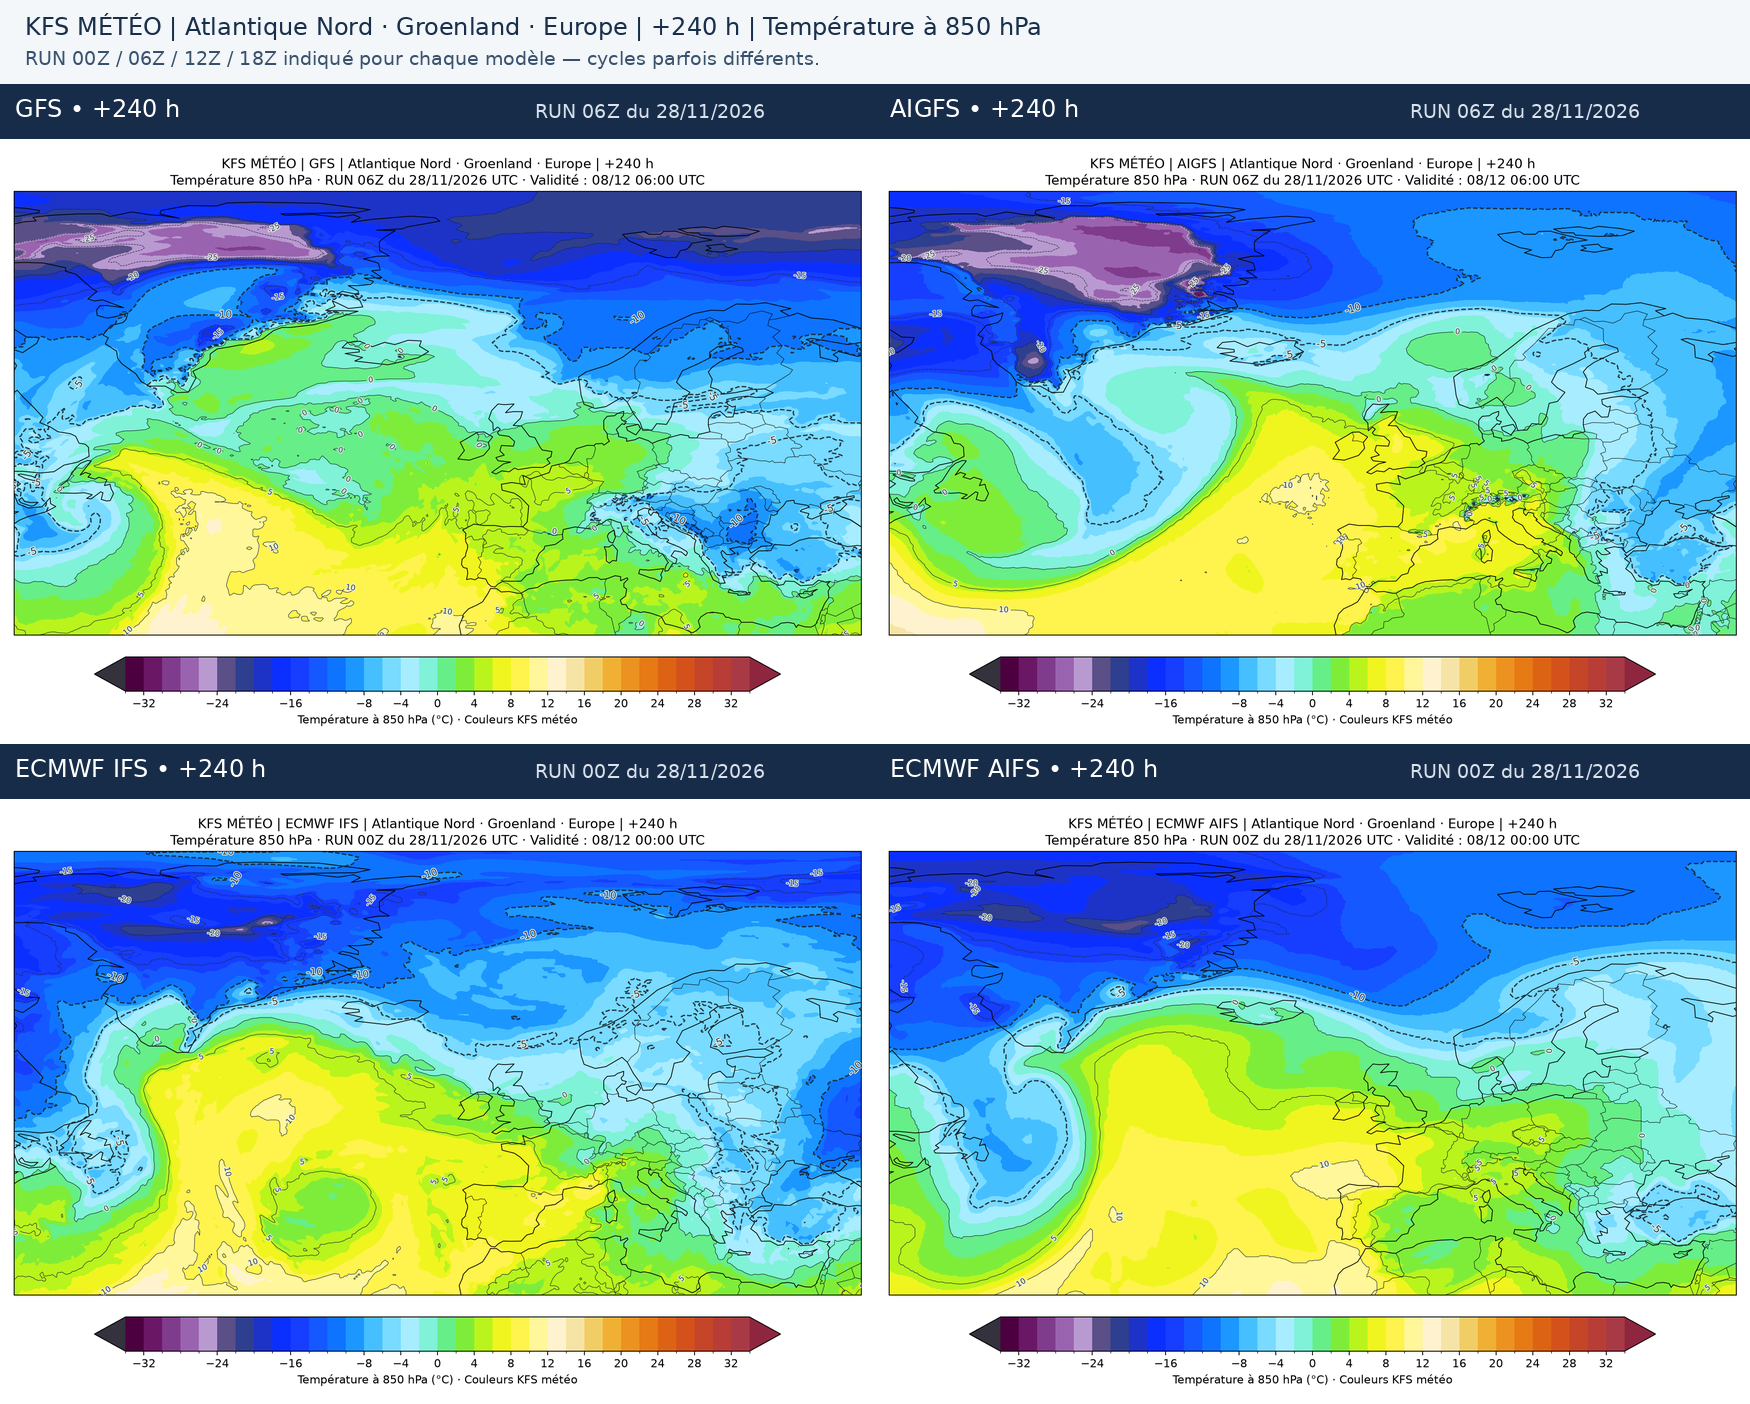 KFS MÉTÉO | Atlantique Nord · Groenland · Europe | +240 h | Température à 850 hPa
RUN 00Z / 06Z / 12Z / 18Z indiqué pour chaque modèle — cycles parfois différents.
GFS • +240 h RUN 06Z du 28/11/2026
AIGFS • +240 h RUN 06Z du 28/11/2026
KFS MÉTÉO | GFS | Atlantique Nord · Groenland · Europe | +240 h
Température 850 hPa · RUN 06Z du 28/11/2026 UTC · Validité : 08/12 06:00 UTC
KFS MÉTÉO | AIGFS | Atlantique Nord · Groenland · Europe | +240 h
Température 850 hPa · RUN 06Z du 28/11/2026 UTC · Validité : 08/12 06:00 UTC
−32 −24 −16 −8 −4 0 4 8 12 16 20 24 28 32
Température à 850 hPa (°C) · Couleurs KFS météo
−32 −24 −16 −8 −4 0 4 8 12 16 20 24 28 32
Température à 850 hPa (°C) · Couleurs KFS météo
ECMWF IFS • +240 h RUN 00Z du 28/11/2026
ECMWF AIFS • +240 h RUN 00Z du 28/11/2026
KFS MÉTÉO | ECMWF IFS | Atlantique Nord · Groenland · Europe | +240 h
Température 850 hPa · RUN 00Z du 28/11/2026 UTC · Validité : 08/12 00:00 UTC
KFS MÉTÉO | ECMWF AIFS | Atlantique Nord · Groenland · Europe | +240 h
Température 850 hPa · RUN 00Z du 28/11/2026 UTC · Validité : 08/12 00:00 UTC
−32 −24 −16 −8 −4 0 4 8 12 16 20 24 28 32
Température à 850 hPa (°C) · Couleurs KFS météo
−32 −24 −16 −8 −4 0 4 8 12 16 20 24 28 32
Température à 850 hPa (°C) · Couleurs KFS météo